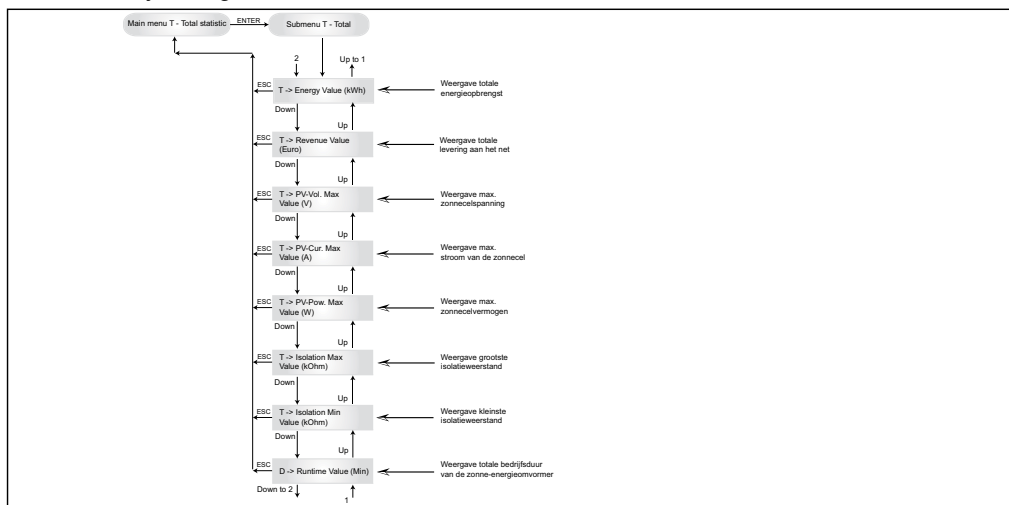 Main menu T - Total statistic
ENTER
Submenu T - Total
2
Up to 1
ESC
T -> Energy Value (kWh)
Weergave totale
energieopbrengst
Down
Up
ESC
T -> Revenue Value
(Euro)
Weergave totale
levering aan het net
Down
Up
ESC
T -> PV-Vol. Max
Value (V)
Weergave max.
zonnecelspanning
Down
Up
ESC
T -> PV-Cur. Max
Value (A)
Weergave max.
stroom van de zonnecel
Down
Up
ESC
T -> PV-Pow. Max
Value (W)
Weergave max.
zonnecelvermogen
Down
Up
ESC
T -> Isolation Max
Value (kOhm)
Weergave grootste
isolatieweerstand
Down
Up
ESC
T -> Isolation Min
Value (kOhm)
Weergave kleinste
isolatieweerstand
Down
Up
ESC
D -> Runtime Value (Min)
Weergave totale bedrijfsduur
van de zonne-energieomvormer
Down to 2
1